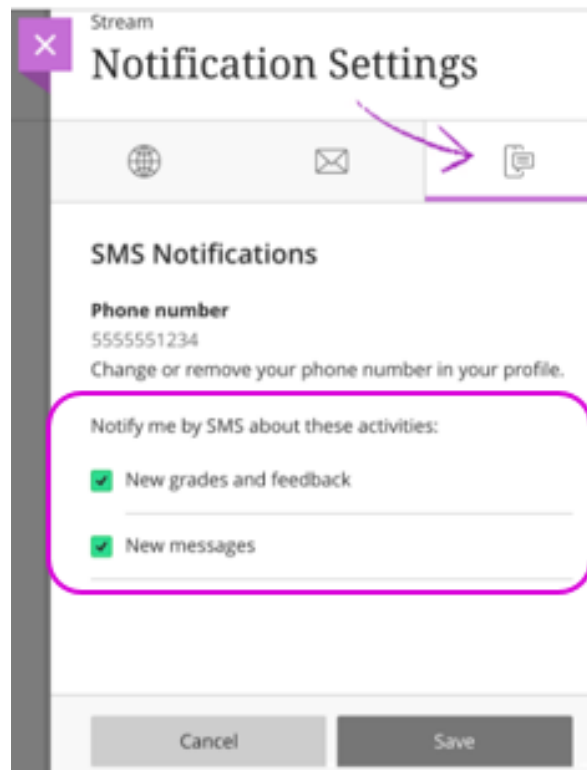 Stream
Notification Settings
SMS Notifications
Phone number
5555551234
Change or remove your phone number in your profile.
Notify me by SMS about these activities:
New grades and feedback
New messages
Cancel
Save